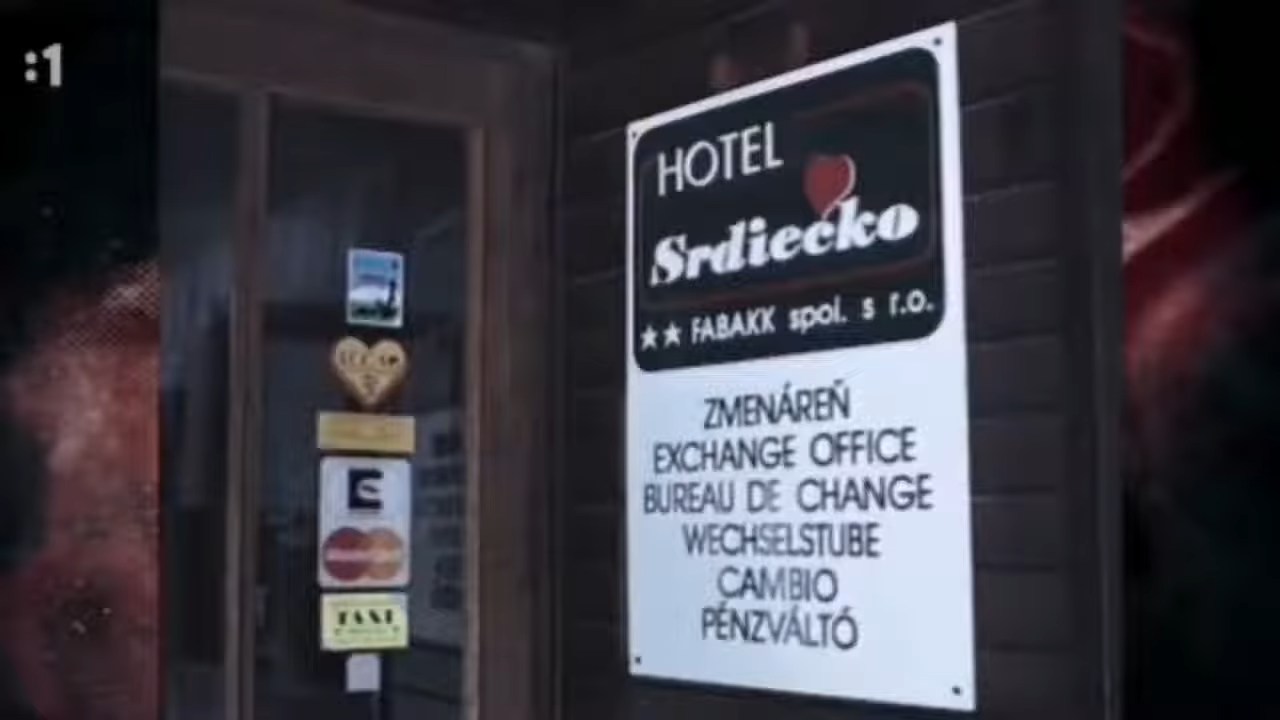 :1
HOTEL
Srdiecko
★★ FABAKK spol. s r.o.
ZMENÁREŇ
EXCHANGE OFFICE
BUREAU DE CHANGE
WECHSELSTUBE
CAMBIO
PÉNZVÁLTÓ
TAXI